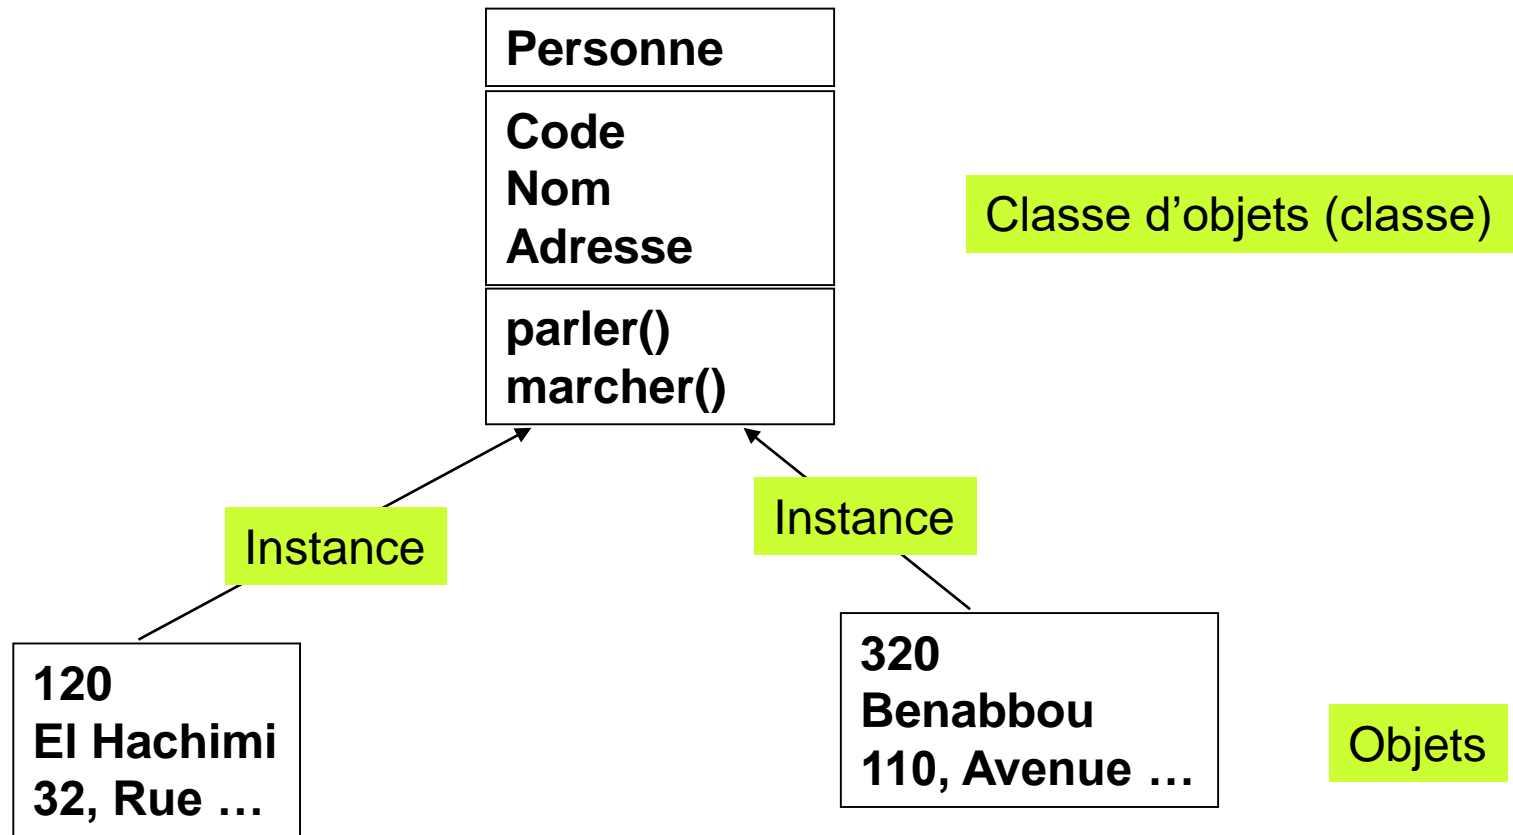 Personne
Code
Nom
Adresse
Classe d’objets (classe)
parler()
marcher()
Instance
Instance
120
El Hachimi
32, Rue …
320
Benabbou
110, Avenue …
Objets